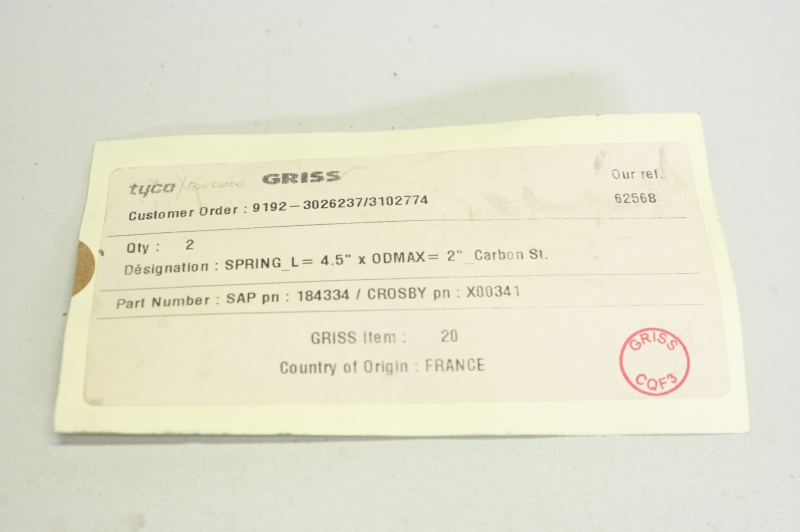 tyco / Flow Control GRISS
Our ref.
Customer Order : 9192-3026237/3102774
62568
Qty : 2
Désignation : SPRING_L= 4.5" x ODMAX= 2"_Carbon St.
Part Number : SAP pn : 184334 / CROSBY pn : X00341
GRISS Item : 20
Country of Origin : FRANCE
GRISS
CQF3